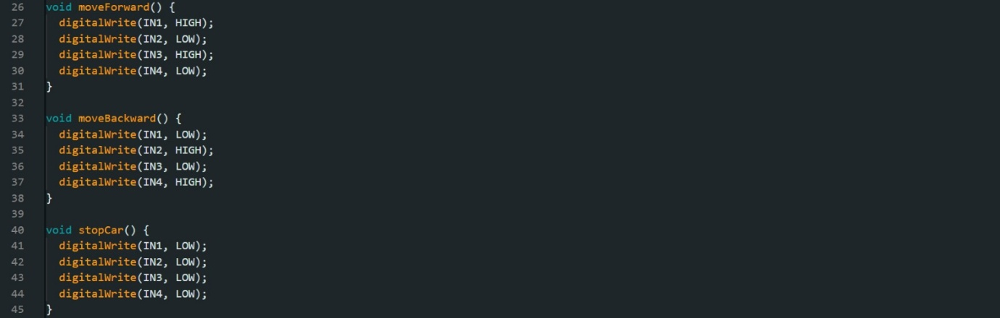 26 void moveForward() {
27 digitalWrite(IN1, HIGH);
28 digitalWrite(IN2, LOW);
29 digitalWrite(IN3, HIGH);
30 digitalWrite(IN4, LOW);
31 }
32
33 void moveBackward() {
34 digitalWrite(IN1, LOW);
35 digitalWrite(IN2, HIGH);
36 digitalWrite(IN3, LOW);
37 digitalWrite(IN4, HIGH);
38 }
39
40 void stopCar() {
41 digitalWrite(IN1, LOW);
42 digitalWrite(IN2, LOW);
43 digitalWrite(IN3, LOW);
44 digitalWrite(IN4, LOW);
45 }